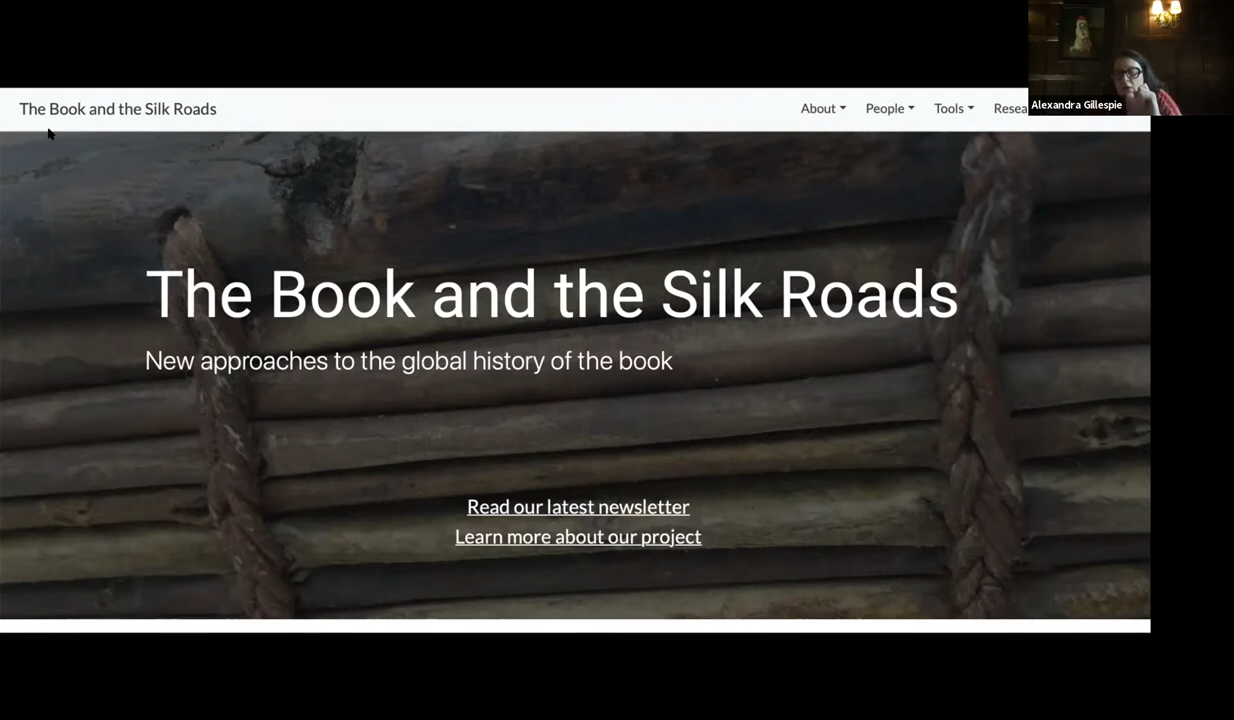 The Book and the Silk Roads
About
People
Tools
Alexandra Gillespie
The Book and the Silk Roads
New approaches to the global history of the book
Read our latest newsletter
Learn more about our project